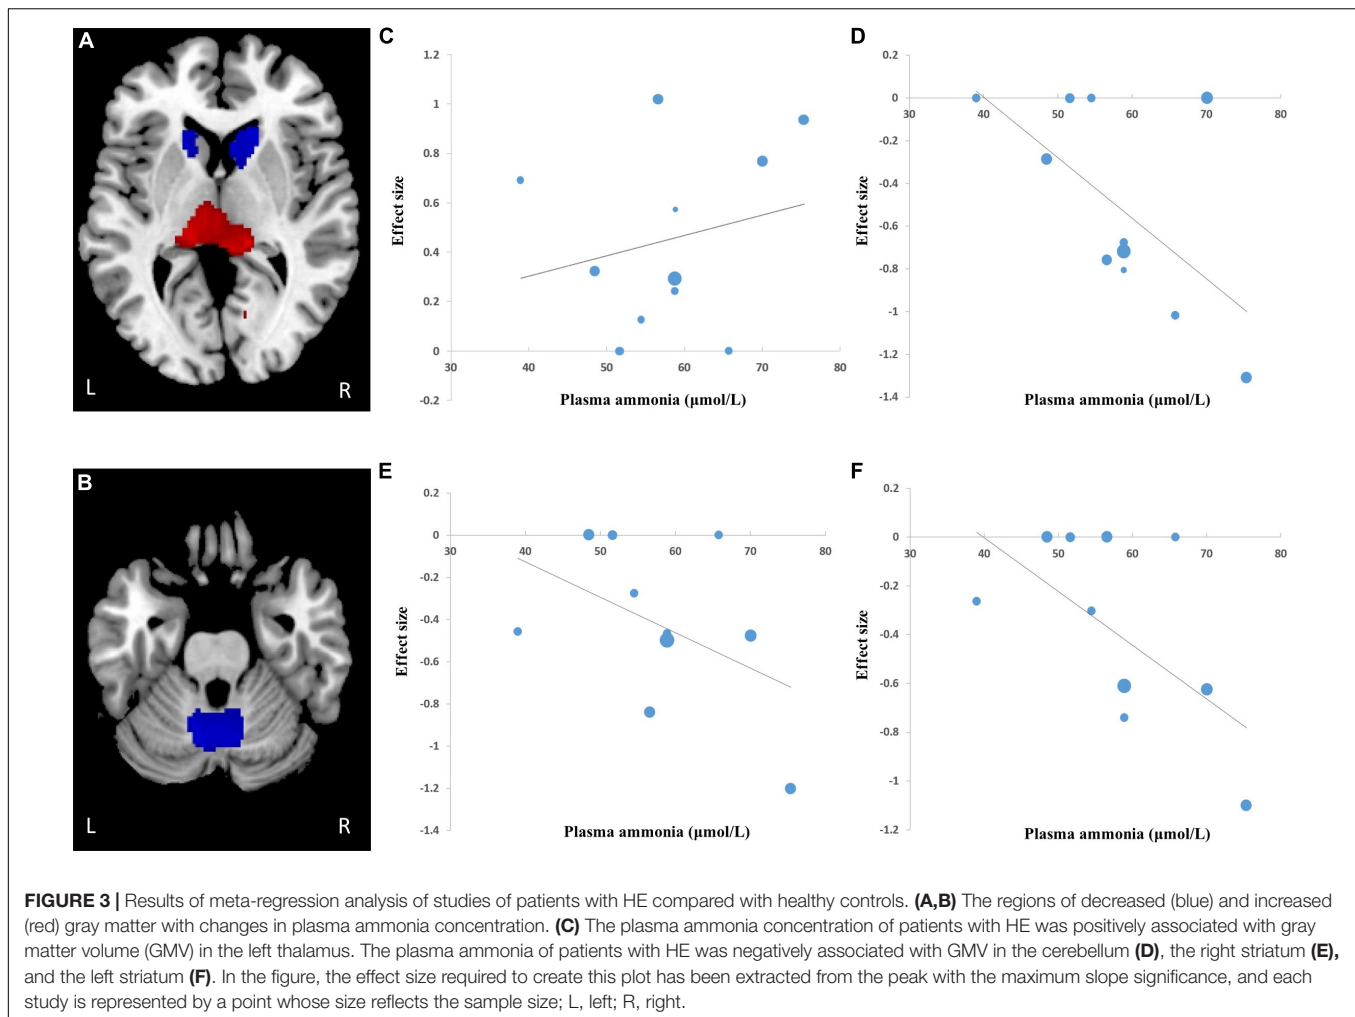 A
L
R
C
1.2
1
0.8
0.6
0.4
0.2
0
-0.2
30
40
50
60
70
80
Effect size
Plasma ammonia (µmol/L)
D
0.2
0
-0.2
-0.4
-0.6
-0.8
-1
-1.2
-1.4
30
40
50
60
70
80
Effect size
Plasma ammonia (µmol/L)
B
L
R
E
0.2
0
-0.2
-0.4
-0.6
-0.8
-1
-1.2
-1.4
30
40
50
60
70
80
Effect size
Plasma ammonia (µmol/L)
F
0.2
0
-0.2
-0.4
-0.6
-0.8
-1
-1.2
30
40
50
60
70
80
Effect size
Plasma ammonia (µmol/L)
FIGURE 3 | Results of meta-regression analysis of studies of patients with HE compared with healthy controls. (A,B) The regions of decreased (blue) and increased
(red) gray matter with changes in plasma ammonia concentration. (C) The plasma ammonia concentration of patients with HE was positively associated with gray
matter volume (GMV) in the left thalamus. The plasma ammonia of patients with HE was negatively associated with GMV in the cerebellum (D), the right striatum (E),
and the left striatum (F). In the figure, the effect size required to create this plot has been extracted from the peak with the maximum slope significance, and each
study is represented by a point whose size reflects the sample size; L, left; R, right.